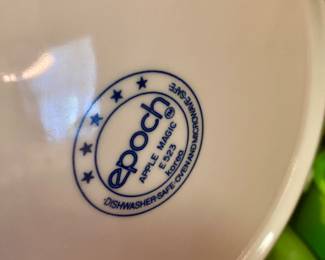 epoch
APPLE MAGIC
E 523
Korea
DISHWASHER-SAFE·OVEN AND MICROWAVE SAFE